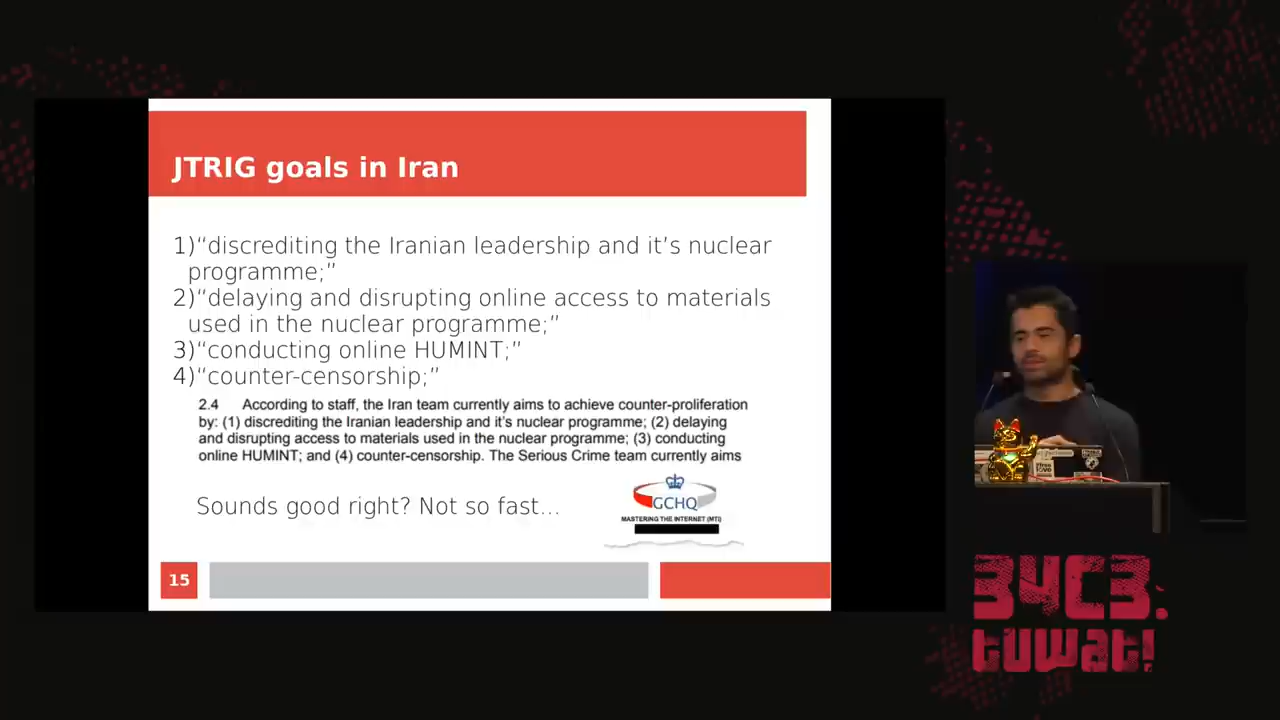 JTRIG goals in Iran
1)“discrediting the Iranian leadership and it’s nuclear
programme;”
2)“delaying and disrupting online access to materials
used in the nuclear programme;”
3)“conducting online HUMINT;”
4)“counter-censorship;”
2.4 According to staff, the Iran team currently aims to achieve counter-proliferation
by: (1) discrediting the Iranian leadership and it’s nuclear programme; (2) delaying
and disrupting access to materials used in the nuclear programme; (3) conducting
online HUMINT; and (4) counter-censorship. The Serious Crime team currently aims
Sounds good right? Not so fast...
GCHQ
MASTERING THE INTERNET (MTI)
15
34C3:
tuwat!